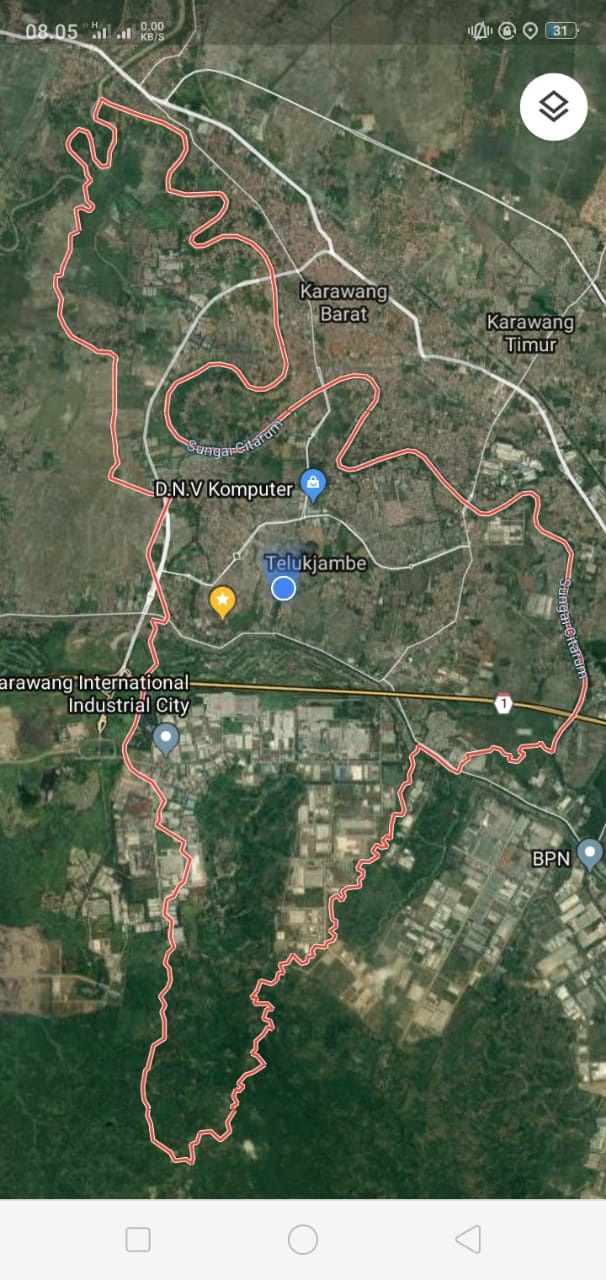 08.05 H 0.00 KB/S 31
Karawang
Barat
Karawang
Timur
Sungai Citarum
D.N.V Komputer
Telukjambe
Sungai Citarum
arawang International
Industrial City
1
BPN